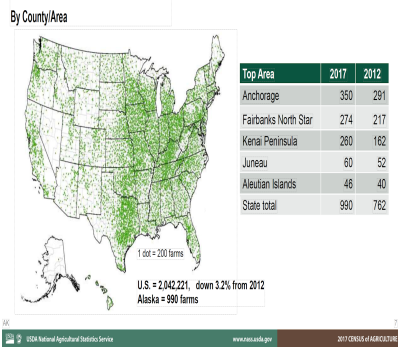 By County/Area
Top Area 2017 2012
Anchorage 350 291
Fairbanks North Star 274 217
Kenai Peninsula 260 162
Juneau 60 52
Aleutian Islands 46 40
State total 990 762
1 dot = 200 farms
U.S. = 2,042,221, down 3.2% from 2012
Alaska = 990 farms
AK 7
USDA National Agricultural Statistics Service www.nass.usda.gov 2017 CENSUS of AGRICULTURE